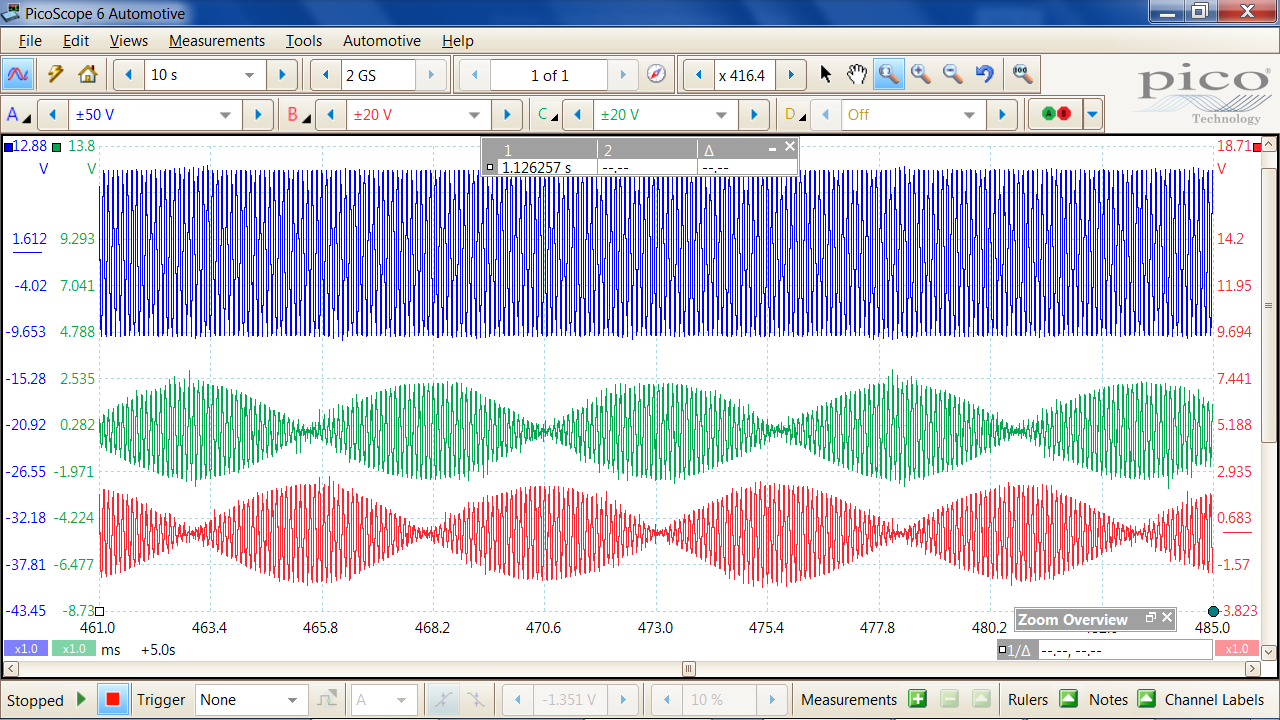 PicoScope 6 Automotive
File Edit Views Measurements Tools Automotive Help
10 s 2 GS 1 of 1 x 416.4
pico
Technology
A ±50 V B ±20 V C ±20 V D Off A B
12.88 13.8 18.71
V V V
1 2 Δ
1.126257 s --.-- --.--
1.612 9.293 14.2
-4.02 7.041 11.95
-9.653 4.788 9.694
-15.28 2.535 7.441
-20.92 0.282 5.188
-26.55 -1.971 2.935
-32.18 -4.224 0.683
-37.81 -6.477 -1.57
-43.45 -8.73 -3.823
Zoom Overview
461.0 463.4 465.8 468.2 470.6 473.0 475.4 477.8 480.2 485.0
x1.0 x1.0 ms +5.0s 1/Δ --.--, --.-- x1.0
Stopped Trigger None A -1.351 V 10 % Measurements Rulers Notes Channel Labels